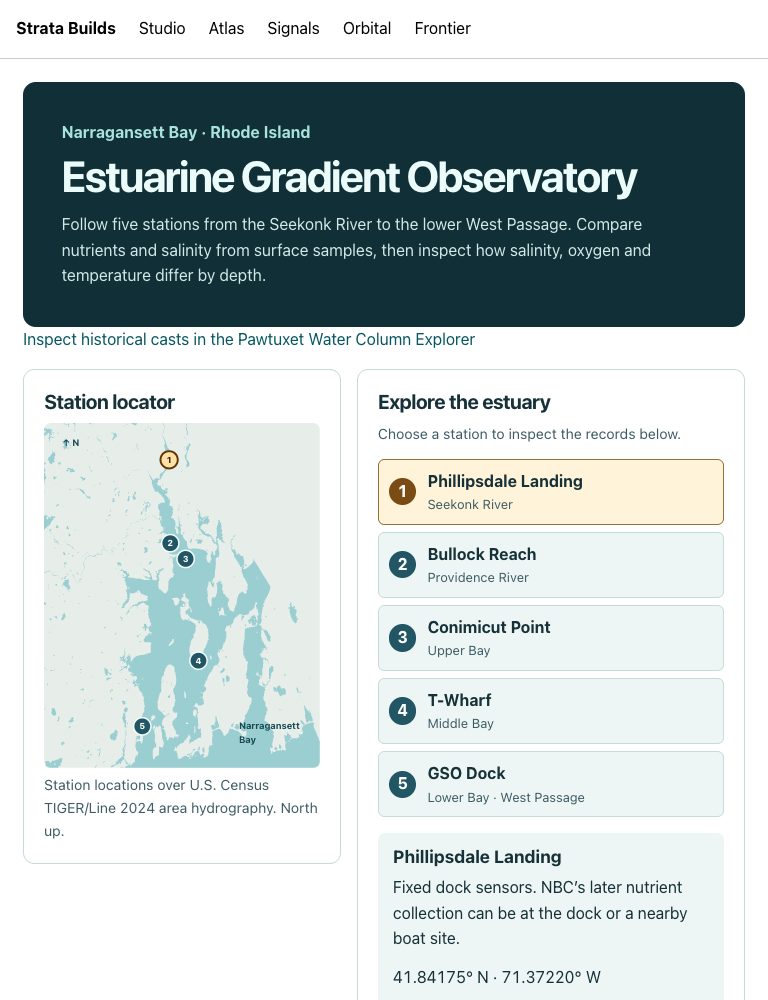 Strata Builds Studio Atlas Signals Orbital Frontier
Narragansett Bay · Rhode Island
Estuarine Gradient Observatory
Follow five stations from the Seekonk River to the lower West Passage. Compare
nutrients and salinity from surface samples, then inspect how salinity, oxygen and
temperature differ by depth.
Inspect historical casts in the Pawtuxet Water Column Explorer
Station locator
↑ N
1
2
3
4
5
Narragansett
Bay
Station locations over U.S. Census
TIGER/Line 2024 area hydrography. North
up.
Explore the estuary
Choose a station to inspect the records below.
1 Phillipsdale Landing
Seekonk River
2 Bullock Reach
Providence River
3 Conimicut Point
Upper Bay
4 T-Wharf
Middle Bay
5 GSO Dock
Lower Bay · West Passage
Phillipsdale Landing
Fixed dock sensors. NBC’s later nutrient
collection can be at the dock or a nearby
boat site.
41.84175° N · 71.37220° W